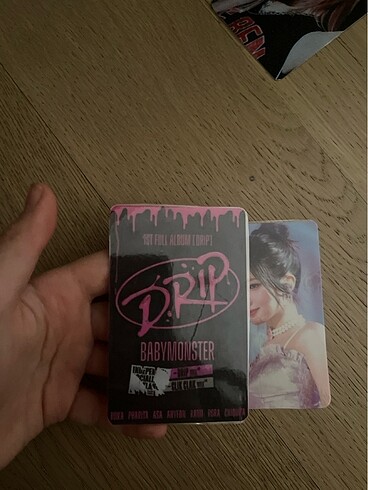 1ST FULL ALBUM [DRIP]
DRIP
BABYMONSTER
DRIP
CLIK CLAK
RUKA PHARITA ASA AHYEON RAMI RORA CHIQUITA